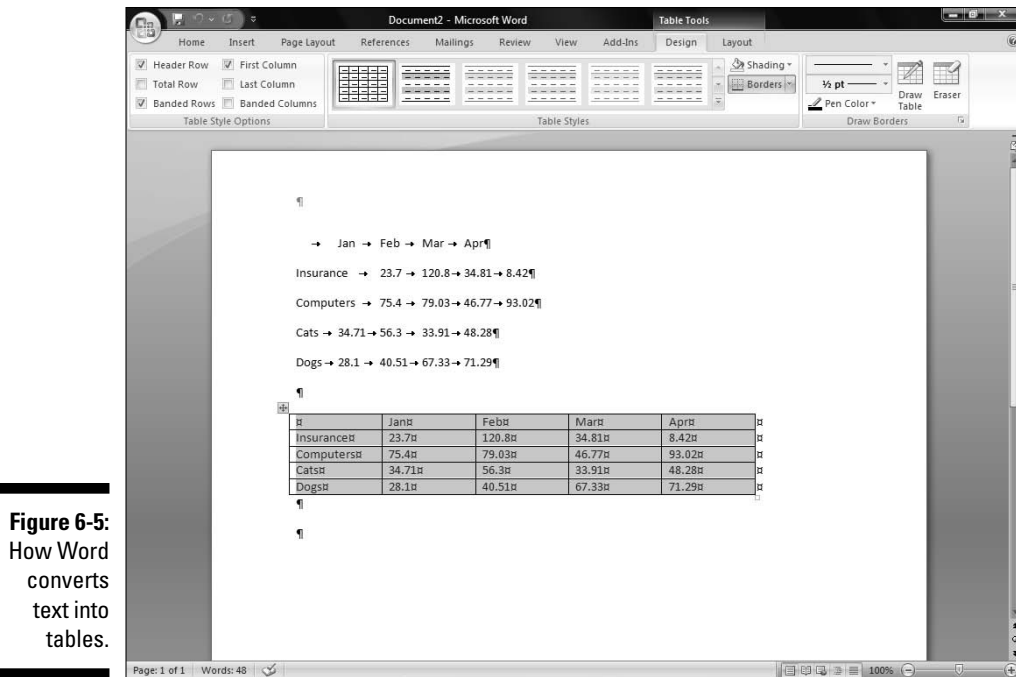 Document2 - Microsoft Word
Table Tools
Home Insert Page Layout References Mailings Review View Add-Ins Design Layout
Header Row First Column
Total Row Last Column
Banded Rows Banded Columns
Table Style Options
Table Styles
Shading
Borders
½ pt
Pen Color
Draw Table
Eraser
Draw Borders
¶
→ Jan → Feb → Mar → Apr¶
Insurance → 23.7 → 120.8 → 34.81 → 8.42¶
Computers → 75.4 → 79.03 → 46.77 → 93.02¶
Cats → 34.71 → 56.3 → 33.91 → 48.28¶
Dogs → 28.1 → 40.51 → 67.33 → 71.29¶
¶
¤ Jan¤ Feb¤ Mar¤ Apr¤ ¤
Insurance¤ 23.7¤ 120.8¤ 34.81¤ 8.42¤ ¤
Computers¤ 75.4¤ 79.03¤ 46.77¤ 93.02¤ ¤
Cats¤ 34.71¤ 56.3¤ 33.91¤ 48.28¤ ¤
Dogs¤ 28.1¤ 40.51¤ 67.33¤ 71.29¤ ¤
¶
¶
Page: 1 of 1 Words: 48 100%
Figure 6-5:
How Word
converts
text into
tables.